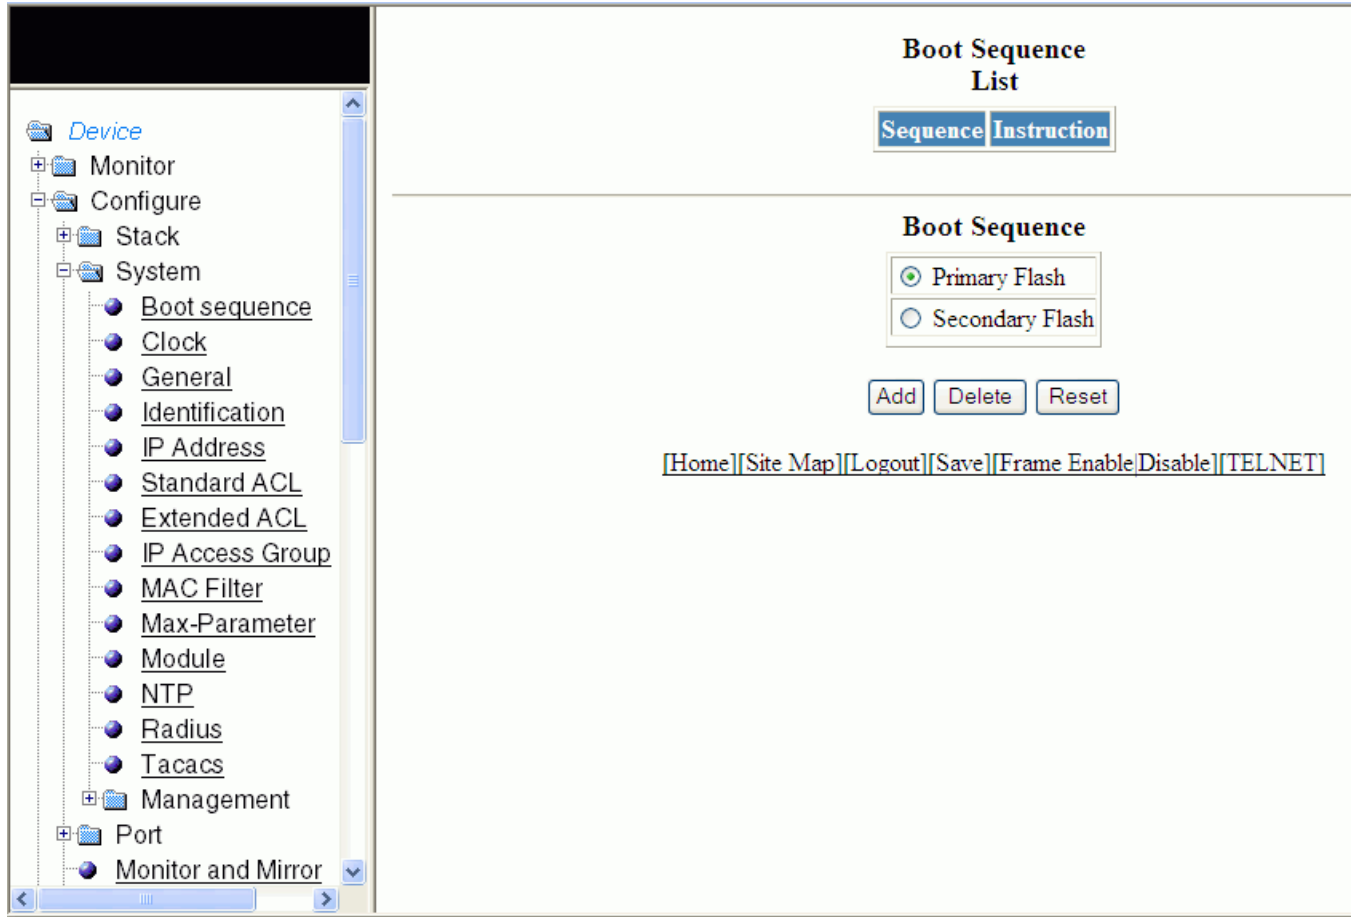 Device
Monitor
Configure
Stack
System
Boot sequence
Clock
General
Identification
IP Address
Standard ACL
Extended ACL
IP Access Group
MAC Filter
Max-Parameter
Module
NTP
Radius
Tacacs
Management
Port
Monitor and Mirror
Boot Sequence
List
Sequence Instruction
Boot Sequence
Primary Flash
Secondary Flash
Add Delete Reset
[Home][Site Map][Logout][Save][Frame Enable|Disable][TELNET]